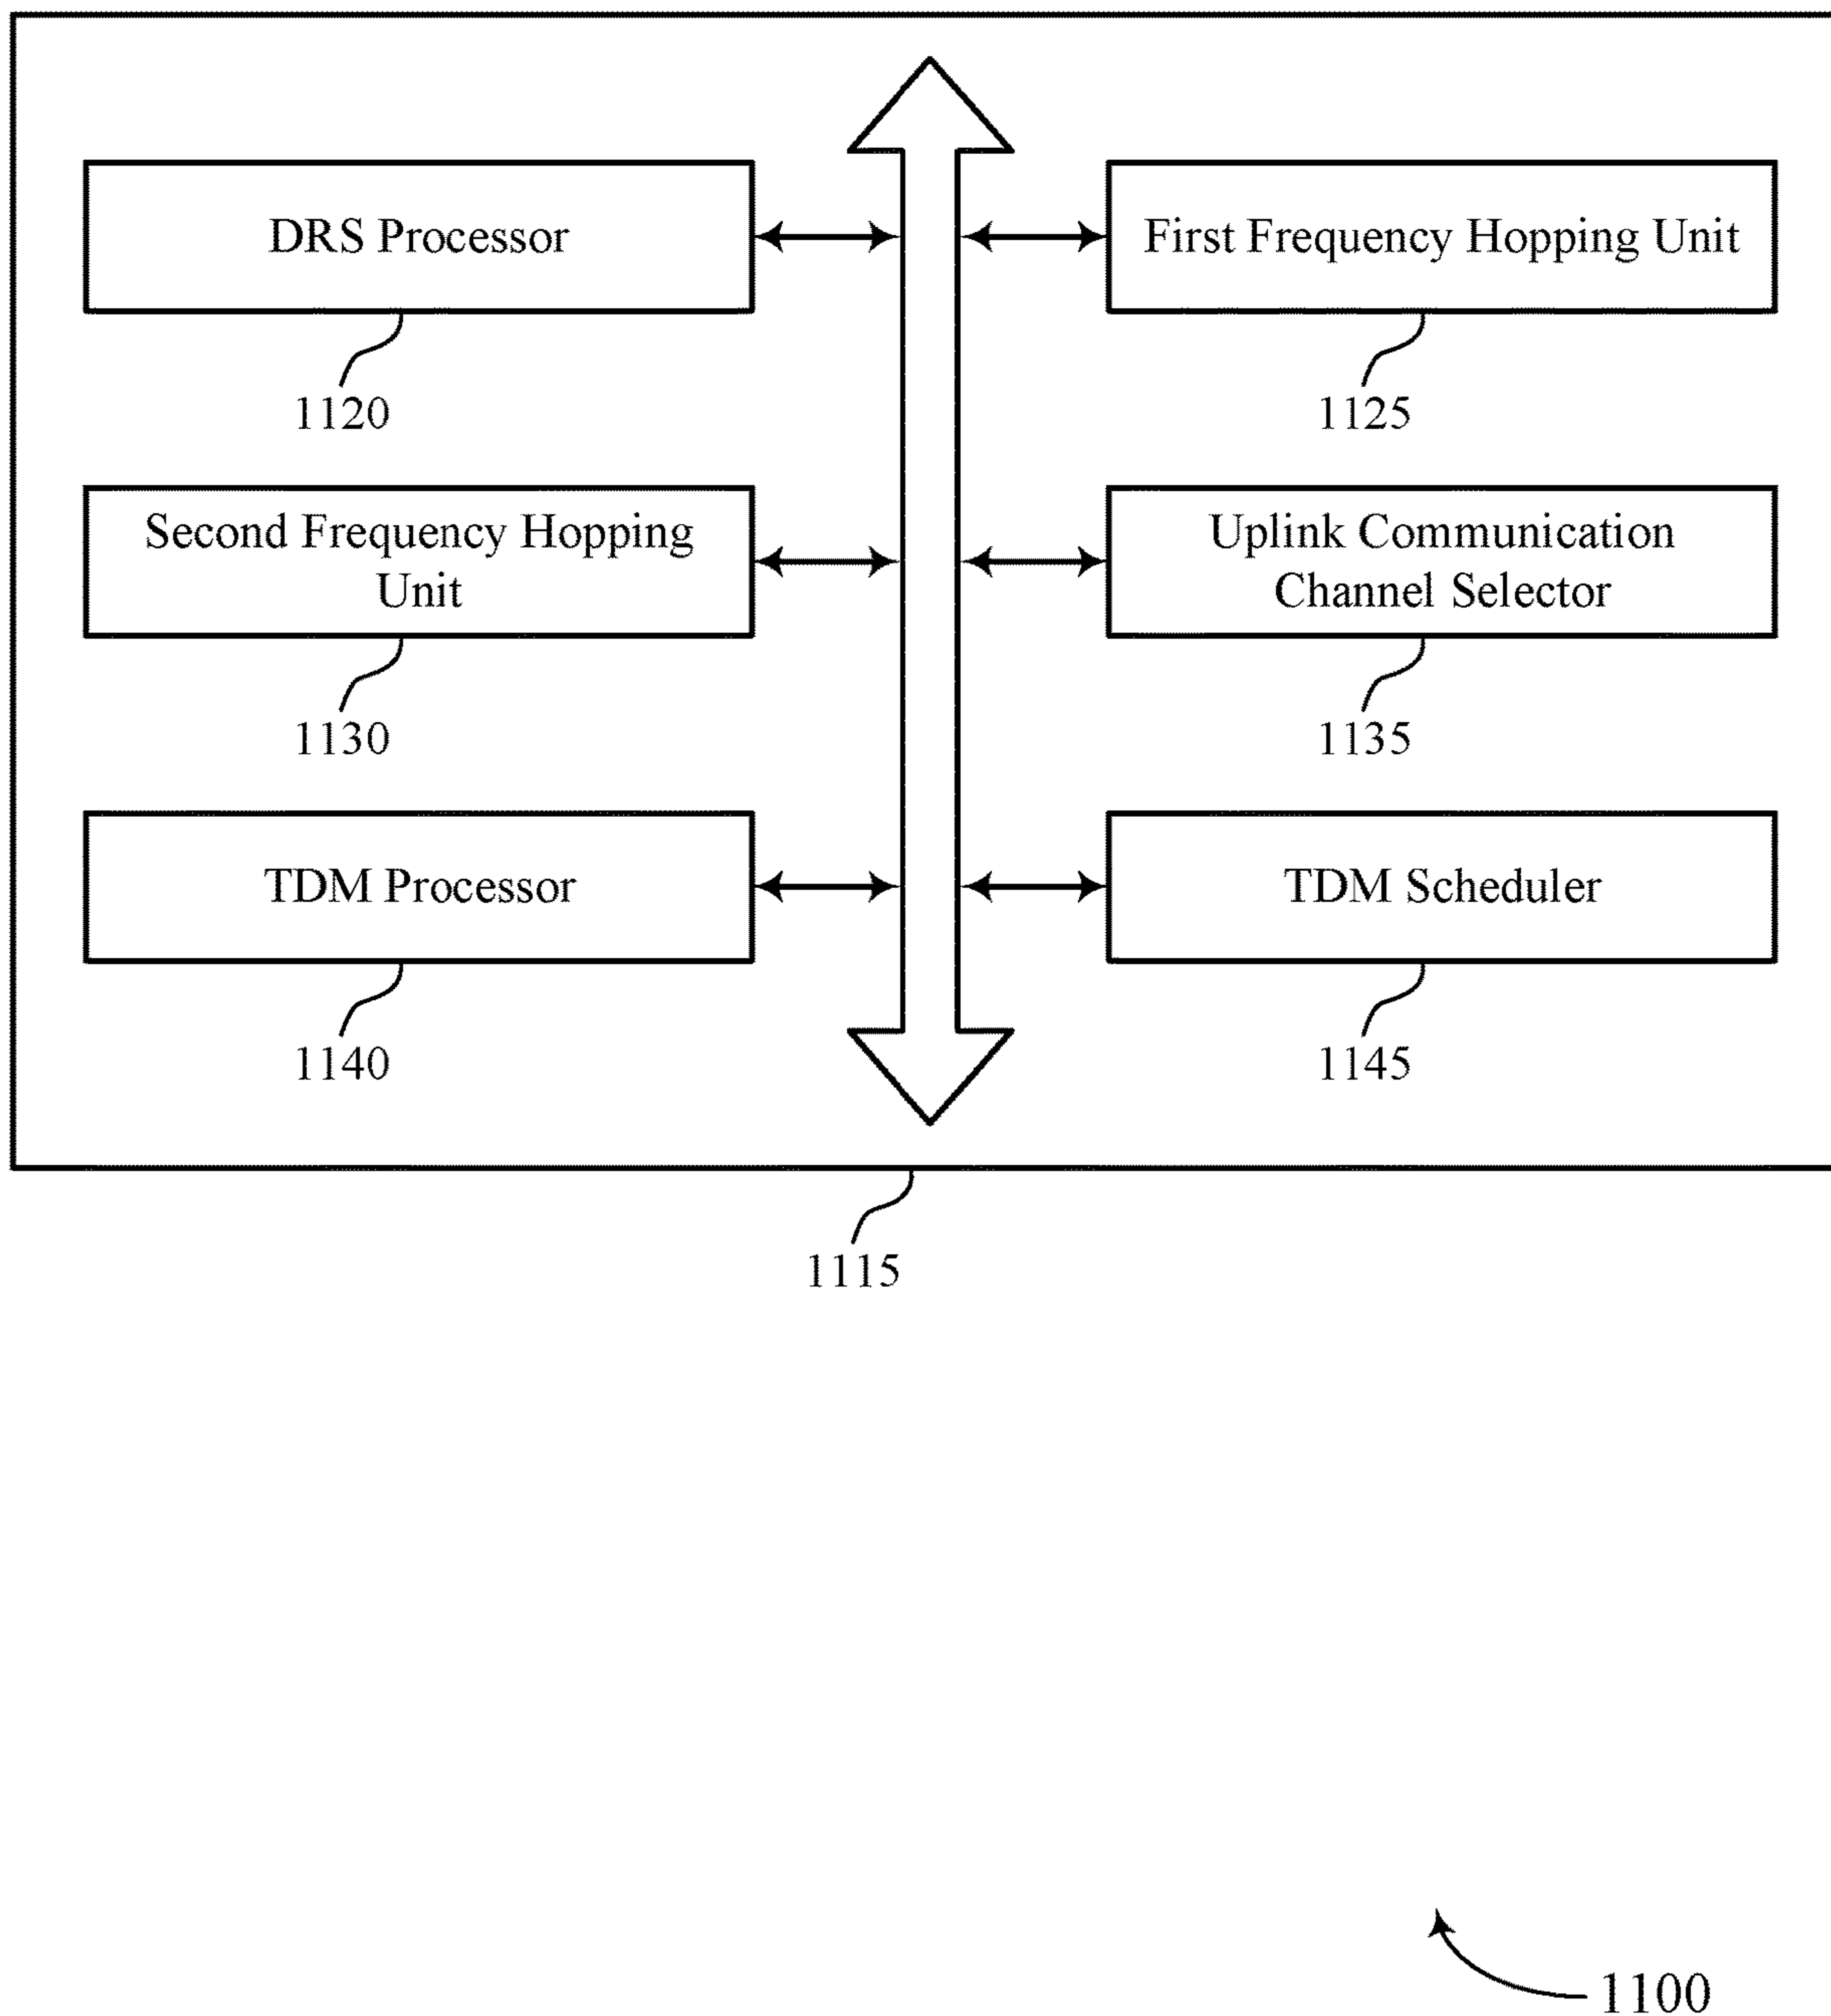 DRS Processor
First Frequency Hopping Unit
1120
1125
Second Frequency Hopping
Unit
Uplink Communication
Channel Selector
1130
1135
TDM Processor
TDM Scheduler
1140
1145
1115
1100